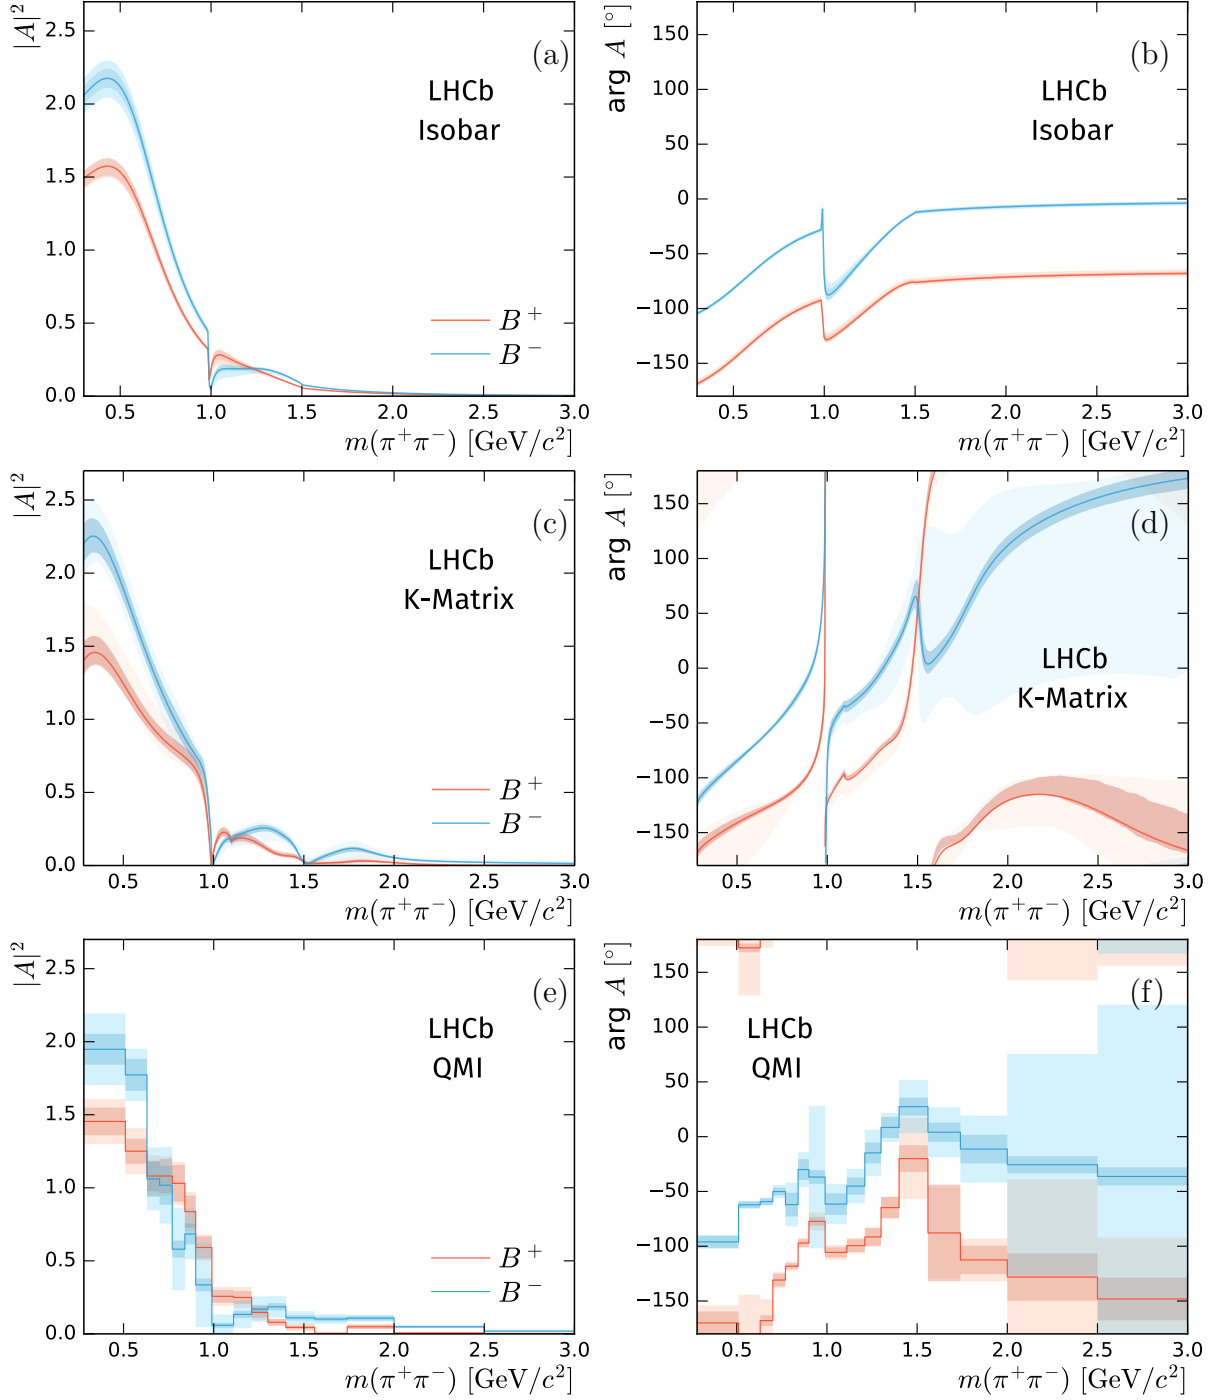 |A|²
2.5
2.0
1.5
1.0
0.5
0.0
(a)
LHCb
Isobar
B⁺
B⁻
0.5 1.0 1.5 2.0 2.5 3.0
m(π⁺π⁻) [GeV/c²]
arg A [°]
150
100
50
0
−50
−100
−150
(b)
LHCb
Isobar
0.5 1.0 1.5 2.0 2.5 3.0
m(π⁺π⁻) [GeV/c²]
|A|²
2.5
2.0
1.5
1.0
0.5
0.0
(c)
LHCb
K-Matrix
B⁺
B⁻
0.5 1.0 1.5 2.0 2.5 3.0
m(π⁺π⁻) [GeV/c²]
arg A [°]
150
100
50
0
−50
−100
−150
(d)
LHCb
K-Matrix
0.5 1.0 1.5 2.0 2.5 3.0
m(π⁺π⁻) [GeV/c²]
|A|²
2.5
2.0
1.5
1.0
0.5
0.0
(e)
LHCb
QMI
B⁺
B⁻
0.5 1.0 1.5 2.0 2.5 3.0
m(π⁺π⁻) [GeV/c²]
arg A [°]
150
100
50
0
−50
−100
−150
(f)
LHCb
QMI
0.5 1.0 1.5 2.0 2.5 3.0
m(π⁺π⁻) [GeV/c²]